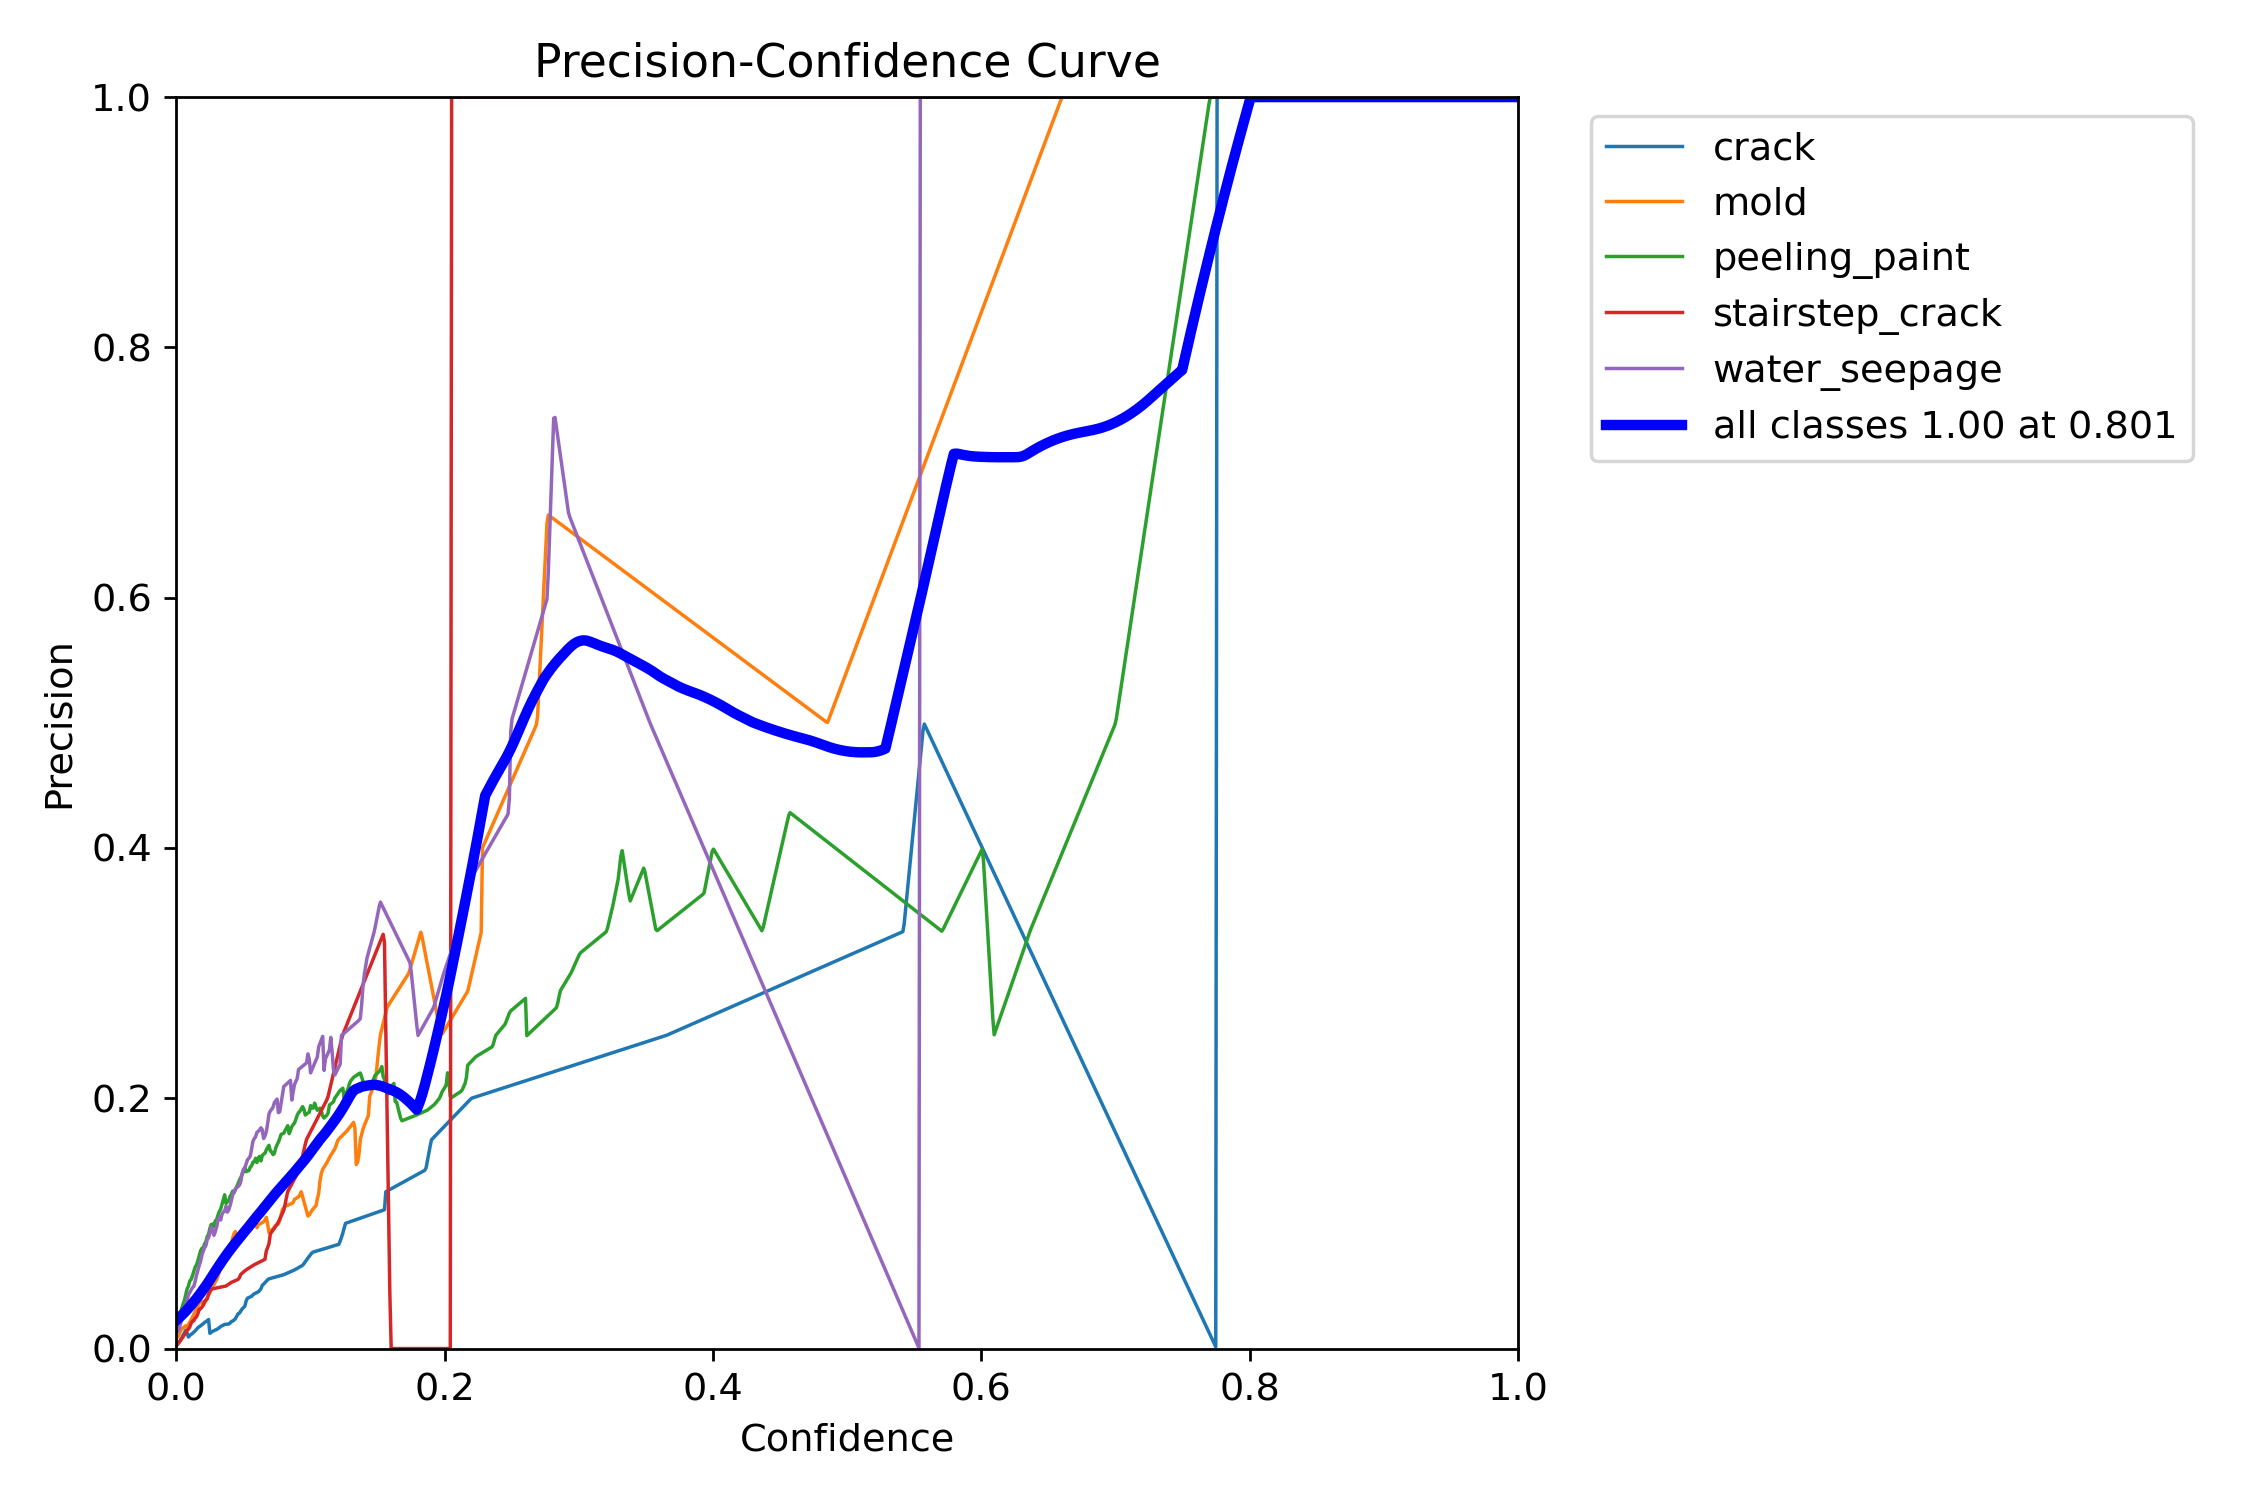 Precision-Confidence Curve
1.0
0.8
0.6
0.4
0.2
0.0
Precision
0.0 0.2 0.4 0.6 0.8 1.0
Confidence
crack
mold
peeling_paint
stairstep_crack
water_seepage
all classes 1.00 at 0.801